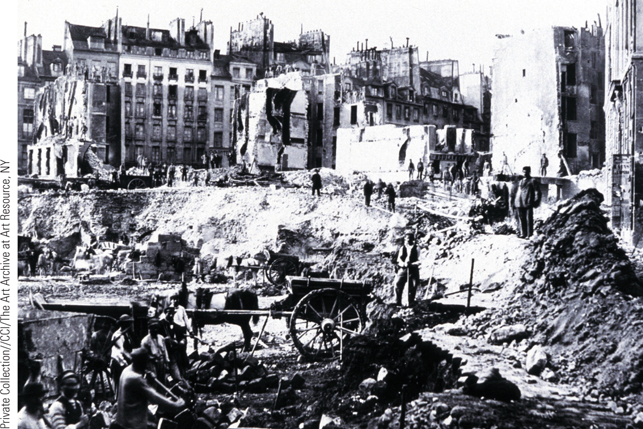 Private Collection//CCI/The Art Archive at Art Resource, NY